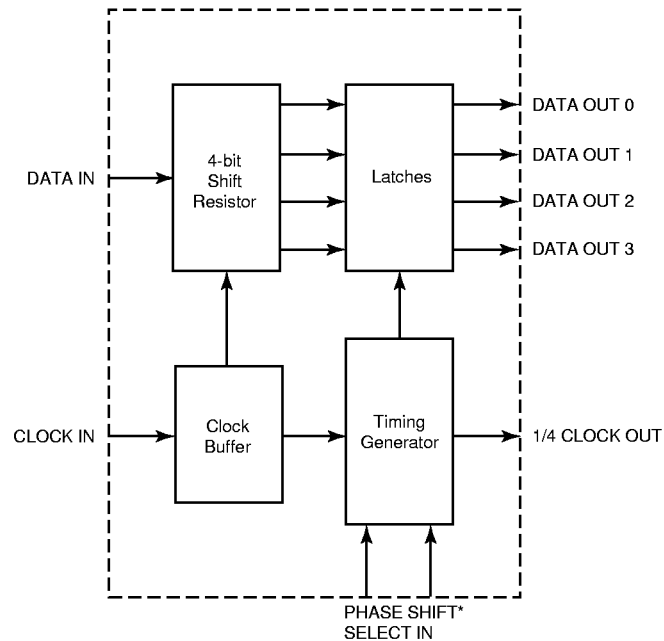 DATA IN
4-bit
Shift
Resistor
Latches
DATA OUT 0
DATA OUT 1
DATA OUT 2
DATA OUT 3
CLOCK IN
Clock
Buffer
Timing
Generator
1/4 CLOCK OUT
PHASE SHIFT*
SELECT IN